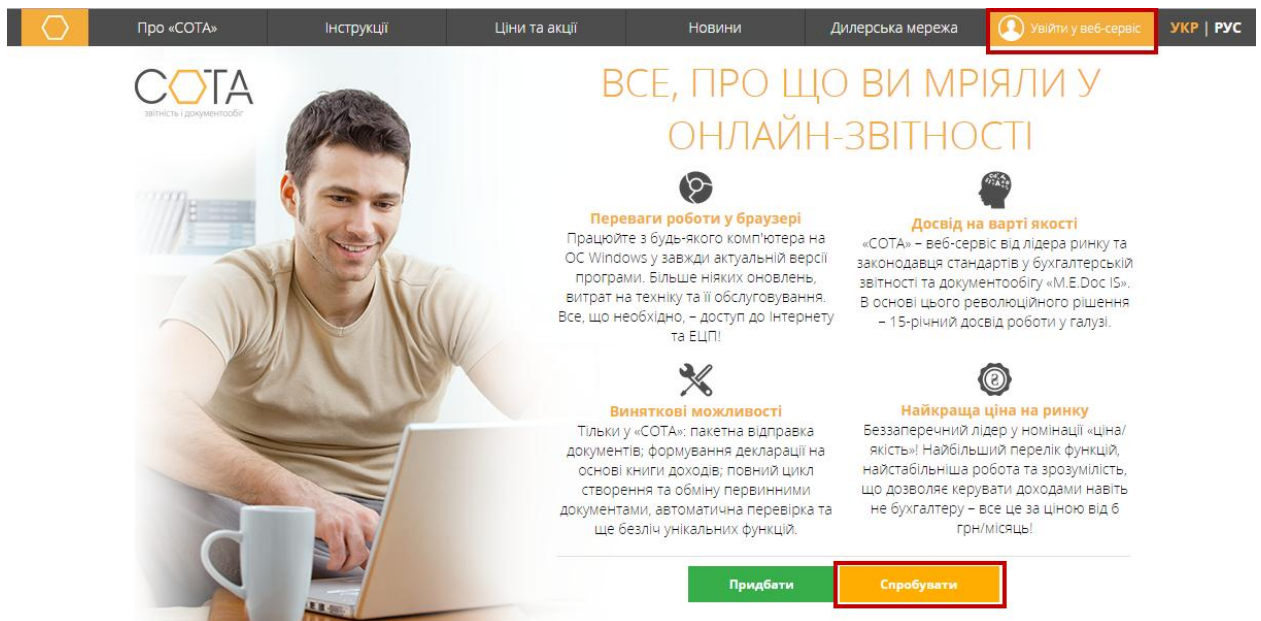 Про «СОТА»
Інструкції
Ціни та акції
Новини
Дилерська мережа
Увійти у веб-сервіс
УКР | РУС
СОТА
звітність і документообіг
ВСЕ, ПРО ЩО ВИ МРІЯЛИ У
ОНЛАЙН-ЗВІТНОСТІ
Переваги роботи у браузері
Працюйте з будь-якого комп'ютера на
ОС Windows у завжди актуальній версії
програми. Більше ніяких оновлень,
витрат на техніку та її обслуговування.
Все, що необхідно, – доступ до Інтернету
та ЕЦП!
Досвід на варті якості
«СОТА» – веб-сервіс від лідера ринку та
законодавця стандартів у бухгалтерській
звітності та документообігу «M.E.Doc IS».
В основі цього революційного рішення
– 15-річний досвід роботи у галузі.
Виняткові можливості
Тільки у «СОТА»: пакетна відправка
документів; формування декларації на
основі книги доходів; повний цикл
створення та обміну первинними
документами, автоматична перевірка та
ще безліч унікальних функцій.
Найкраща ціна на ринку
Беззаперечний лідер у номінації «ціна/
якість»! Найбільший перелік функцій,
найстабільніша робота та зрозумілість,
що дозволяє керувати доходами навіть
не бухгалтеру – все це за ціною від 6
грн/місяць!
Придбати
Спробувати